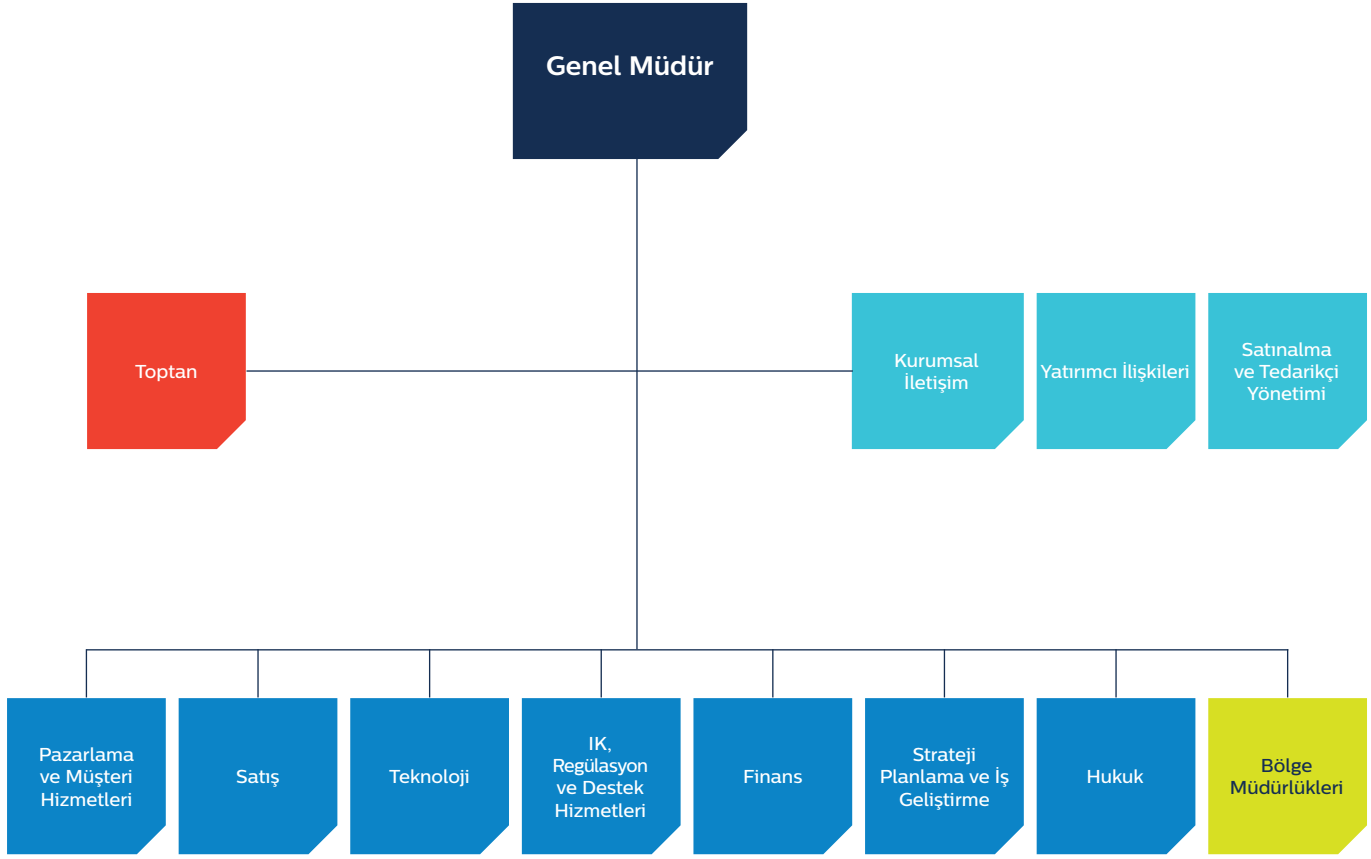 Genel Müdür
Toptan
Kurumsal
İletişim
Yatırımcı İlişkileri
Satınalma
ve Tedarikçi
Yönetimi
Pazarlama
ve Müşteri
Hizmetleri
Satış
Teknoloji
IK,
Regülasyon
ve Destek
Hizmetleri
Finans
Strateji
Planlama ve İş
Geliştirme
Hukuk
Bölge
Müdürlükleri